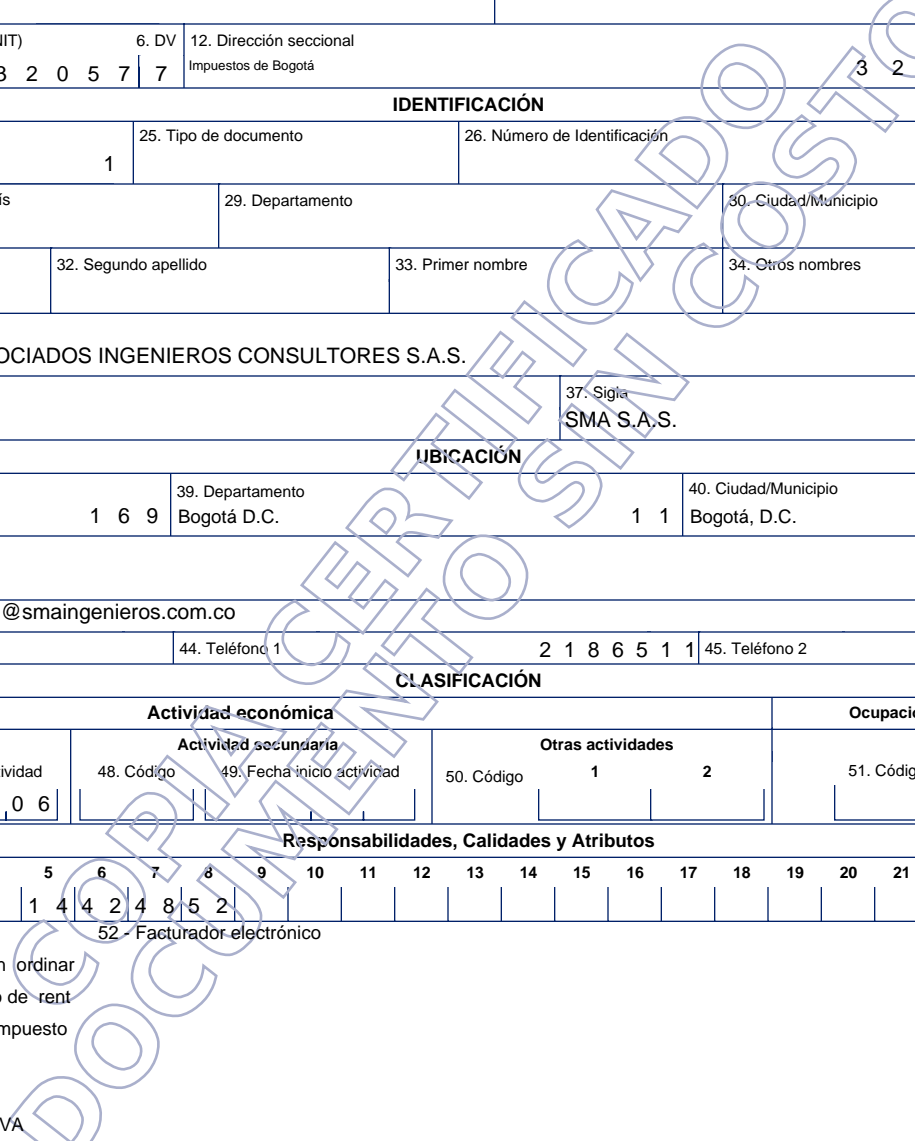 NIT) 6. DV 12. Dirección seccional
3 2 0 5 7 7 Impuestos de Bogotá 3 2
IDENTIFICACIÓN
25. Tipo de documento 26. Número de Identificación
1
ís 29. Departamento 30. Ciudad/Municipio
32. Segundo apellido 33. Primer nombre 34. Otros nombres
OCIADOS INGENIEROS CONSULTORES S.A.S.
37. Sigla
SMA S.A.S.
UBICACIÓN
39. Departamento 40. Ciudad/Municipio
1 6 9 Bogotá D.C. 1 1 Bogotá, D.C.
@smaingenieros.com.co
44. Teléfono 1 2 1 8 6 5 1 1 45. Teléfono 2
CLASIFICACIÓN
Actividad económica Ocupació
Actividad secundaria Otras actividades
ividad 48. Código 49. Fecha inicio actividad 50. Código 1 2 51. Códig
0 6
Responsabilidades, Calidades y Atributos
5 6 7 8 9 10 11 12 13 14 15 16 17 18 19 20 21
1 4 4 2 4 8 5 2
52 - Facturador electrónico
n ordinar
o de rent
mpuesto
VA
COPIA CERTIFICADO
DOCUMENTO SIN COSTO